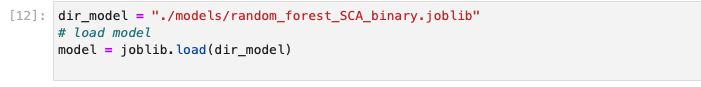 [12]: dir_model = "./models/random_forest_SCA_binary.joblib"
# load model
model = joblib.load(dir_model)